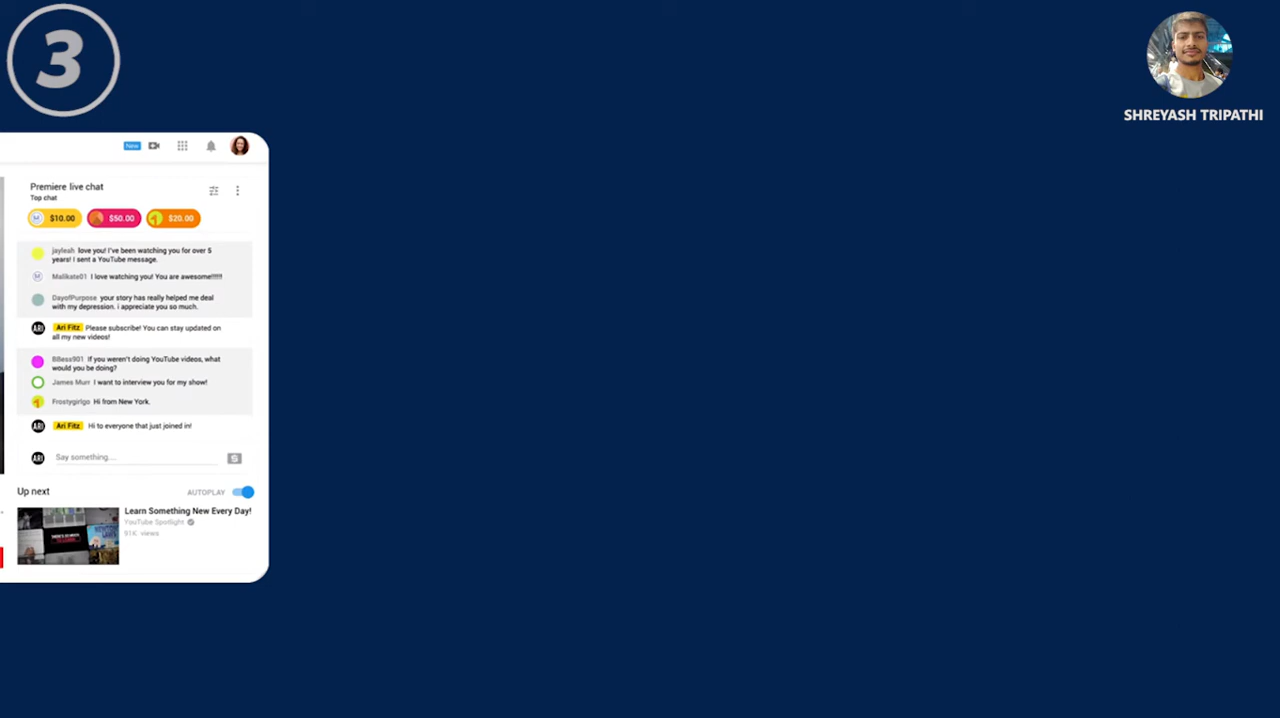 3
SHREYASH TRIPATHI
New
Premiere live chat
Top chat
$10.00 $50.00 $20.00
jayleah love you! I've been watching you for over 5
years! I sent a YouTube message.
Malikate01 I love watching you! You are awesome!!!!!!
DayofPurpose your story has really helped me deal
with my depression. i appreciate you so much.
ARI Ari Fitz Please subscribe! You can stay updated on
all my new videos!
BBess901 If you weren't doing YouTube videos, what
would you be doing?
James Murr I want to interview you for my show!
Frostygirlgo Hi from New York.
ARI Ari Fitz Hi to everyone that just joined in!
ARI Say something....
Up next AUTOPLAY
Learn Something New Every Day!
YouTube Spotlight
91K views